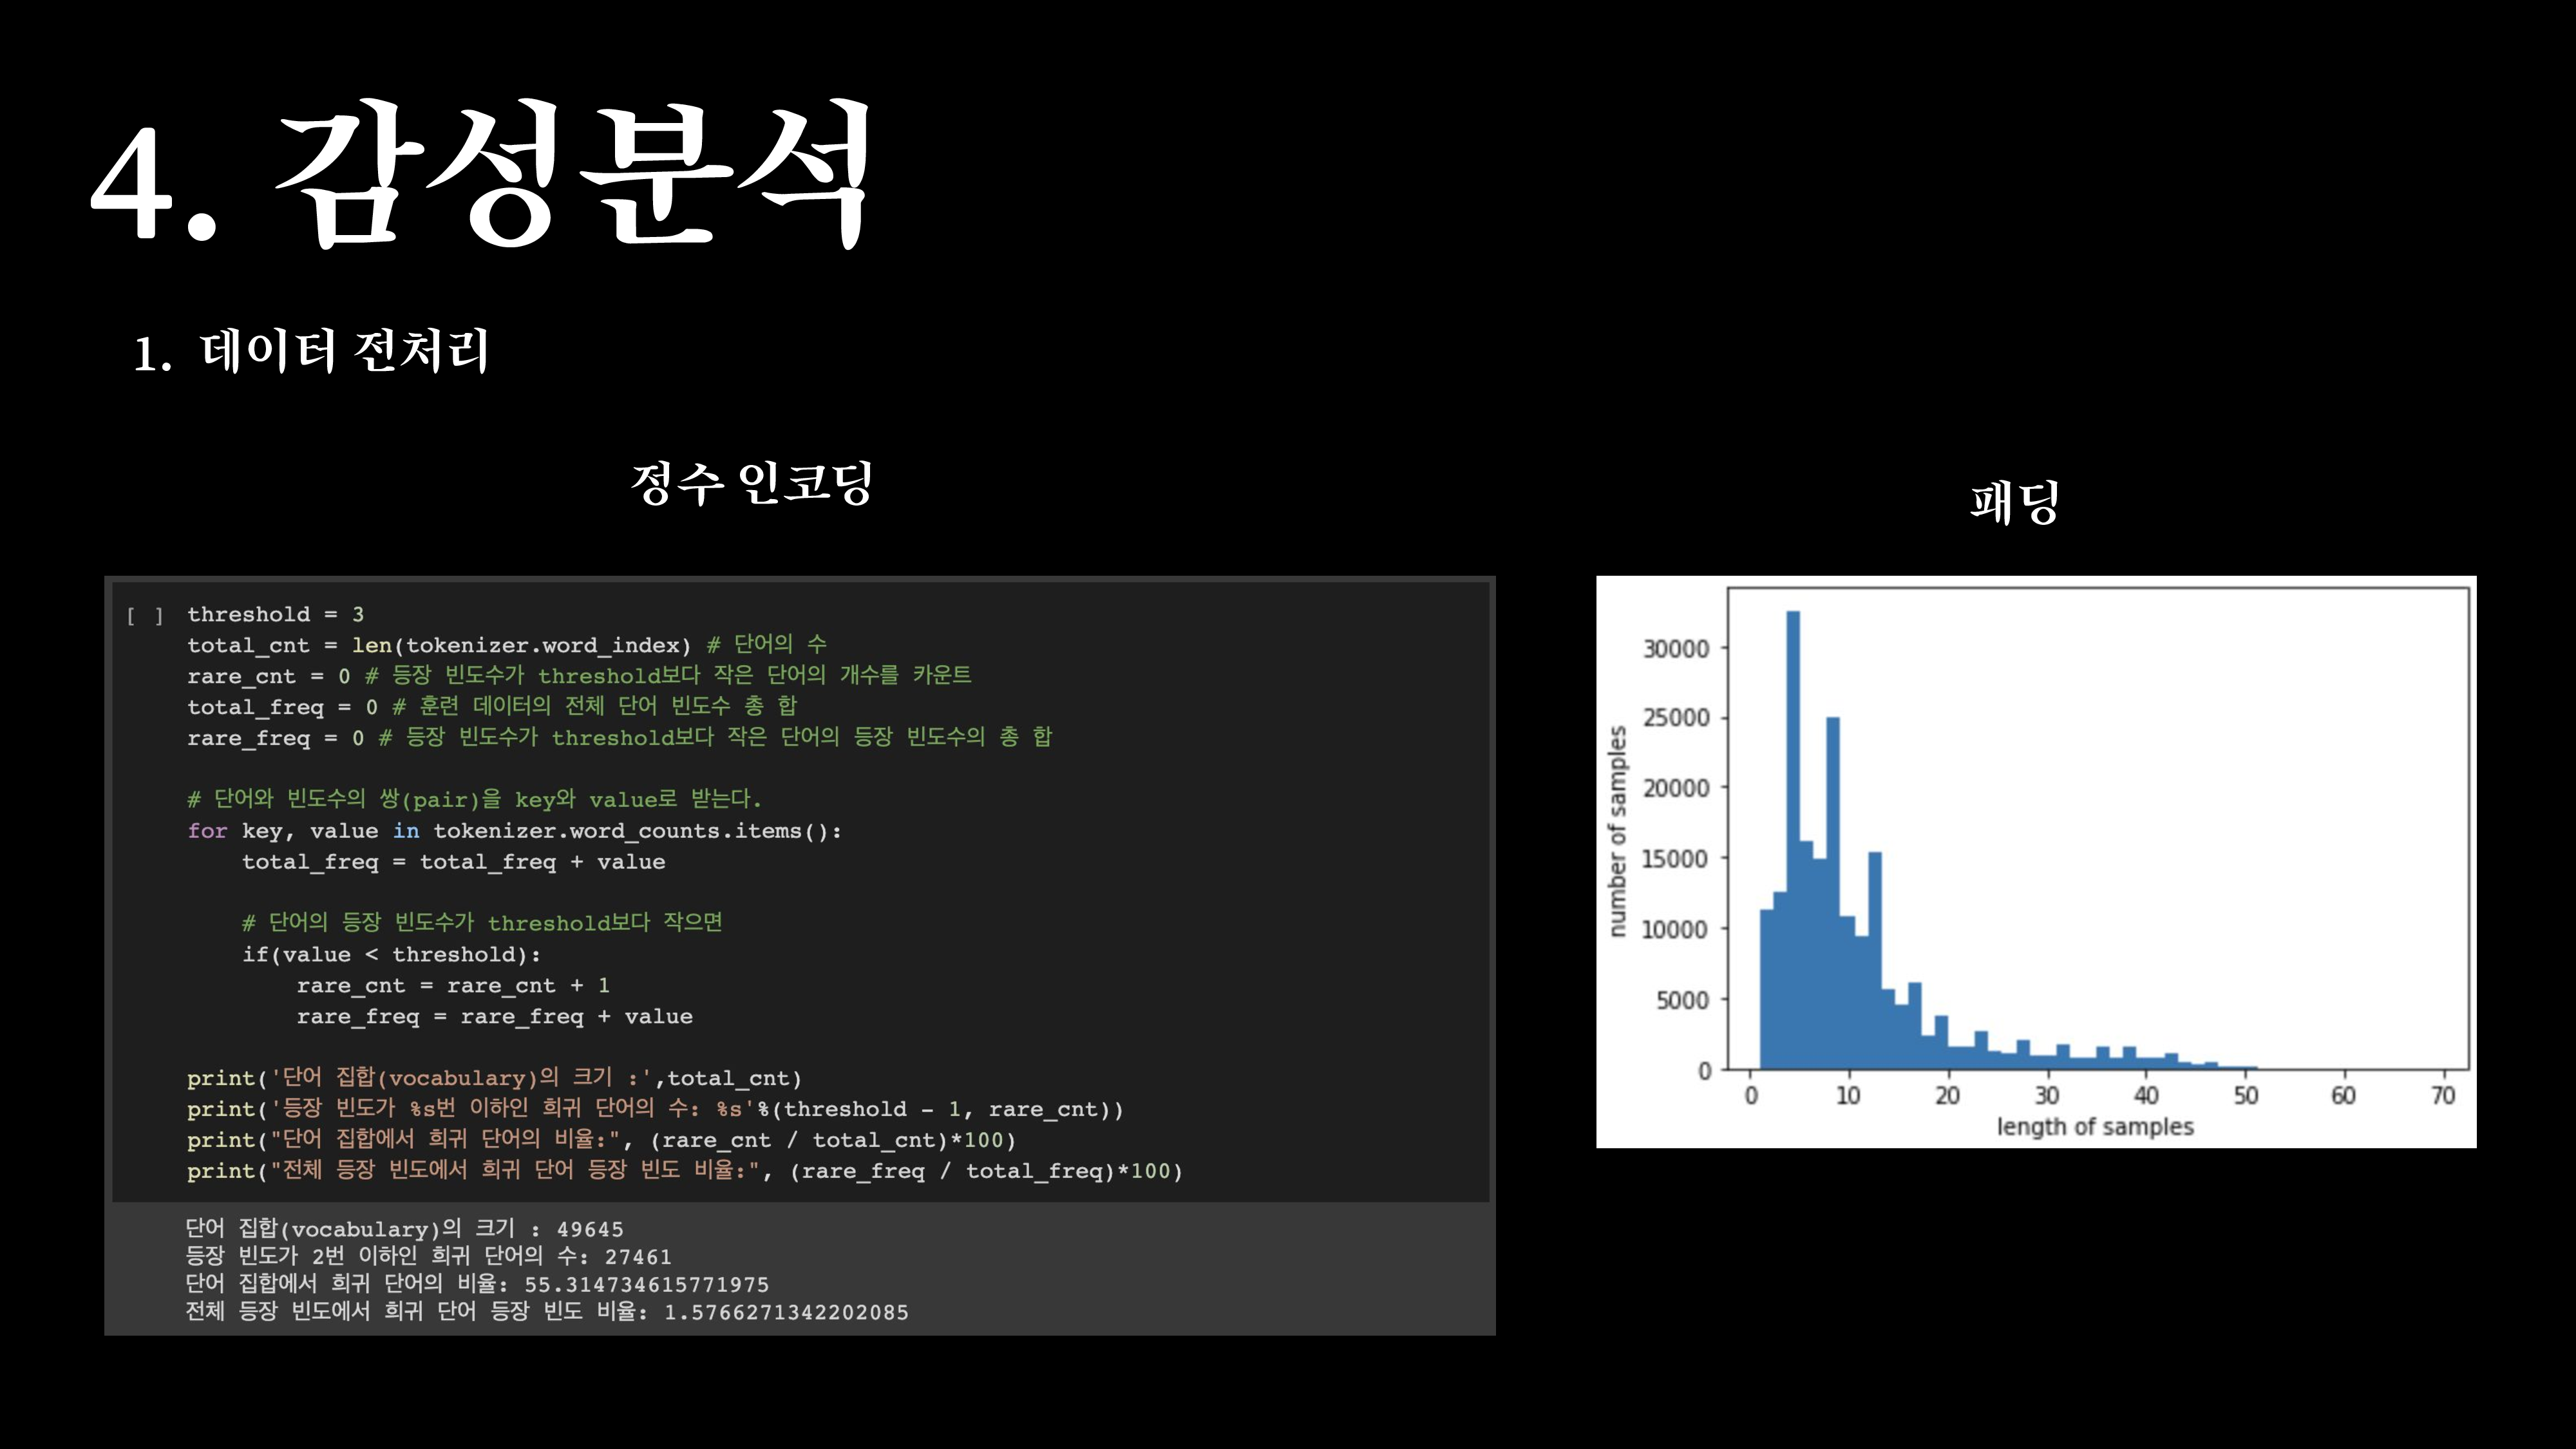 4. 감성분석
1. 데이터 전처리
정수 인코딩
[ ] threshold = 3
total_cnt = len(tokenizer.word_index) # 단어의 수
rare_cnt = 0 # 등장 빈도수가 threshold보다 작은 단어의 개수를 카운트
total_freq = 0 # 훈련 데이터의 전체 단어 빈도수 총 합
rare_freq = 0 # 등장 빈도수가 threshold보다 작은 단어의 등장 빈도수의 총 합
# 단어와 빈도수의 쌍(pair)을 key와 value로 받는다.
for key, value in tokenizer.word_counts.items():
    total_freq = total_freq + value
    # 단어의 등장 빈도수가 threshold보다 작으면
    if(value < threshold):
        rare_cnt = rare_cnt + 1
        rare_freq = rare_freq + value
print('단어 집합(vocabulary)의 크기 :',total_cnt)
print('등장 빈도가 %s번 이하인 희귀 단어의 수: %s'%(threshold - 1, rare_cnt))
print("단어 집합에서 희귀 단어의 비율:", (rare_cnt / total_cnt)*100)
print("전체 등장 빈도에서 희귀 단어 등장 빈도 비율:", (rare_freq / total_freq)*100)
단어 집합(vocabulary)의 크기 : 49645
등장 빈도가 2번 이하인 희귀 단어의 수: 27461
단어 집합에서 희귀 단어의 비율: 55.314734615771975
전체 등장 빈도에서 희귀 단어 등장 빈도 비율: 1.5766271342202085
패딩
number of samples
30000
25000
20000
15000
10000
5000
0
0 10 20 30 40 50 60 70
length of samples